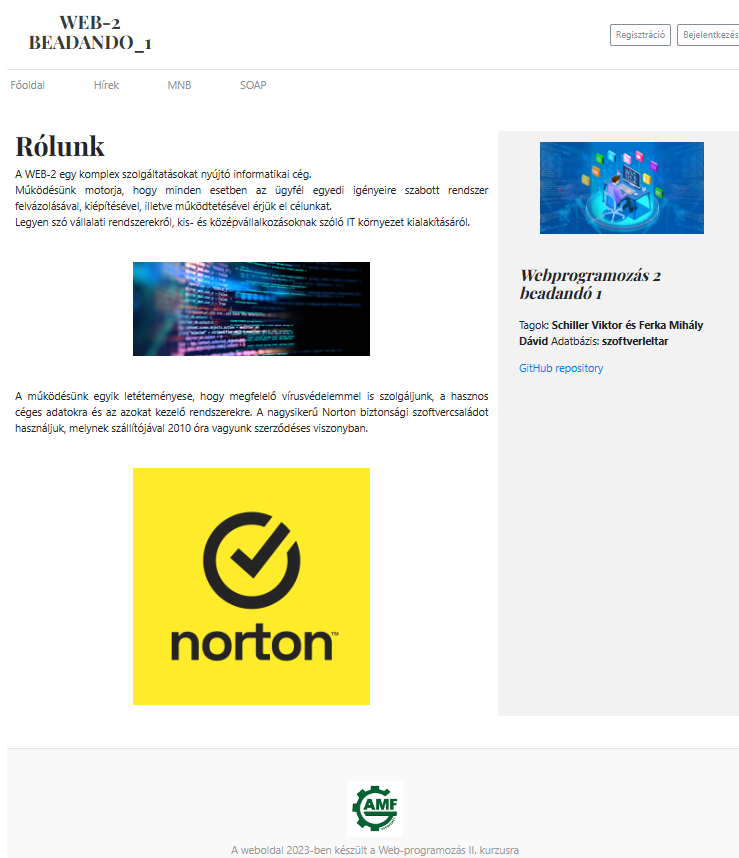 WEB-2
BEADANDO_1
Regisztráció
Bejelentkezés
Főoldal
Hírek
MNB
SOAP
Rólunk
A WEB-2 egy komplex szolgáltatásokat nyújtó informatikai cég.
Működésünk motorja, hogy minden esetben az ügyfél egyedi igényeire szabott rendszer
felvázolásával, kiépítésével, illetve működtetésével érjük el célunkat.
Legyen szó vállalati rendszerekről, kis- és középvállalkozásoknak szóló IT környezet kialakításáról.
A működésünk egyik letéteményese, hogy megfelelő vírusvédelemmel is szolgáljunk, a hasznos
céges adatokra és az azokat kezelő rendszerekre. A nagysikerű Norton biztonsági szoftvercsaládot
használjuk, melynek szállítójával 2010 óra vagyunk szerződéses viszonyban.
norton™
Webprogramozás 2
beadandó 1
Tagok: Schiller Viktor és Ferka Mihály
Dávid Adatbázis: szoftverleltar
GitHub repository
AMF
A weboldal 2023-ben készült a Web-programozás II. kurzusra